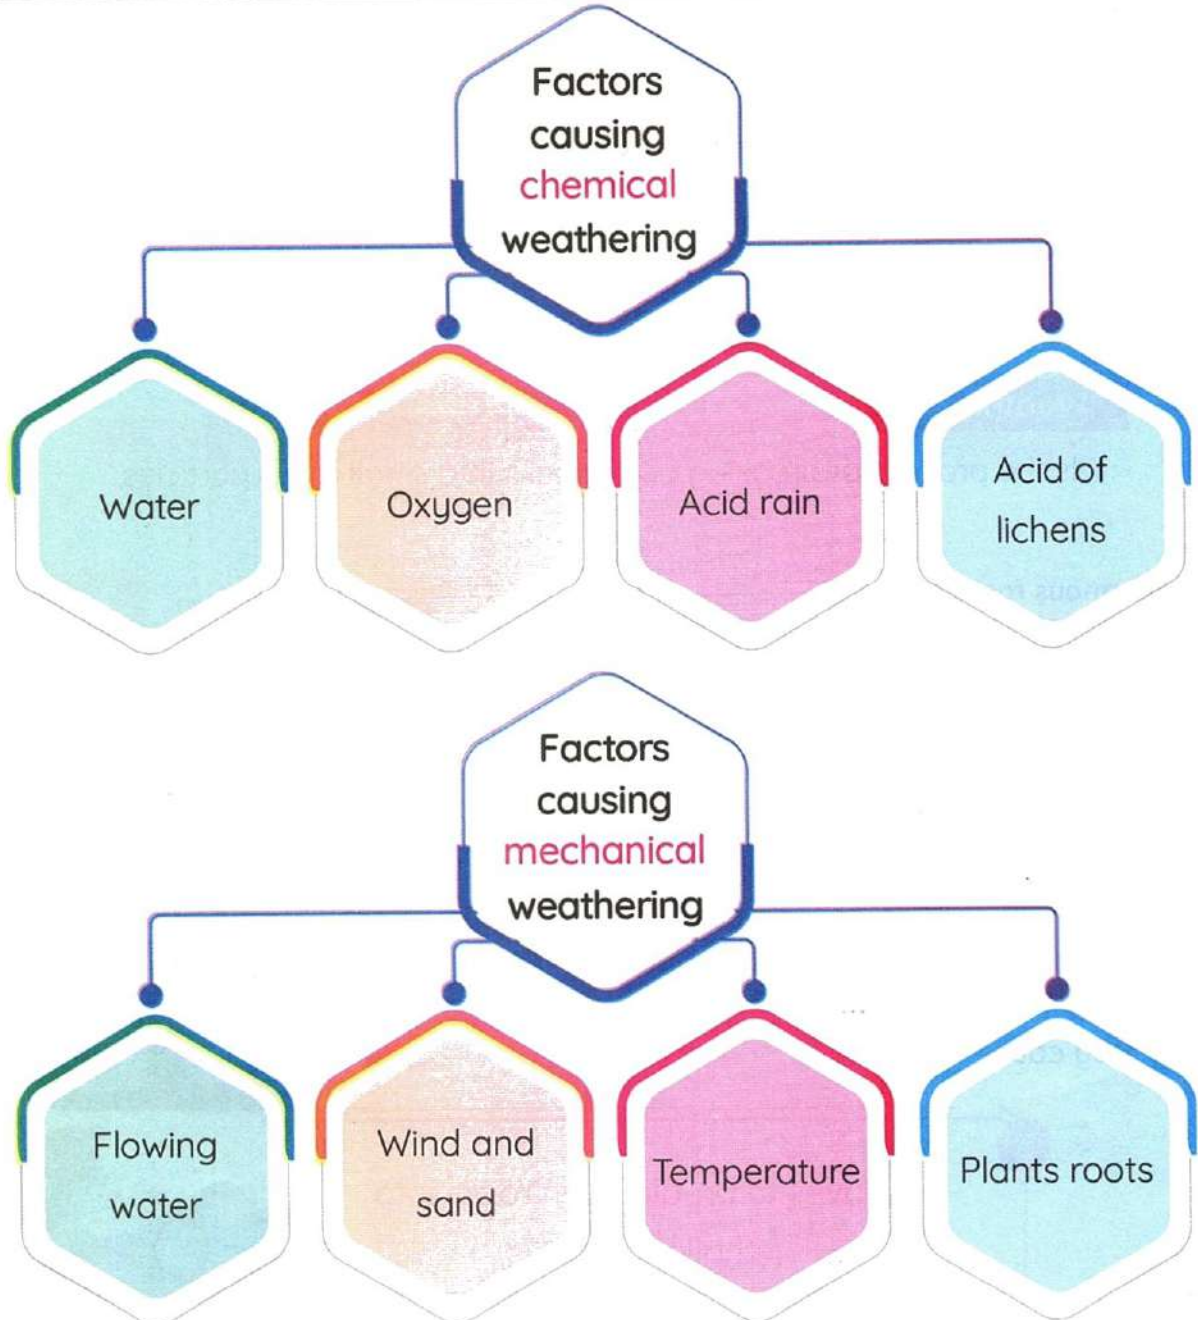 Factors
causing
chemical
weathering
Water
Oxygen
Acid rain
Acid of
lichens
Factors
causing
mechanical
weathering
Flowing
water
Wind and
sand
Temperature
Plants roots